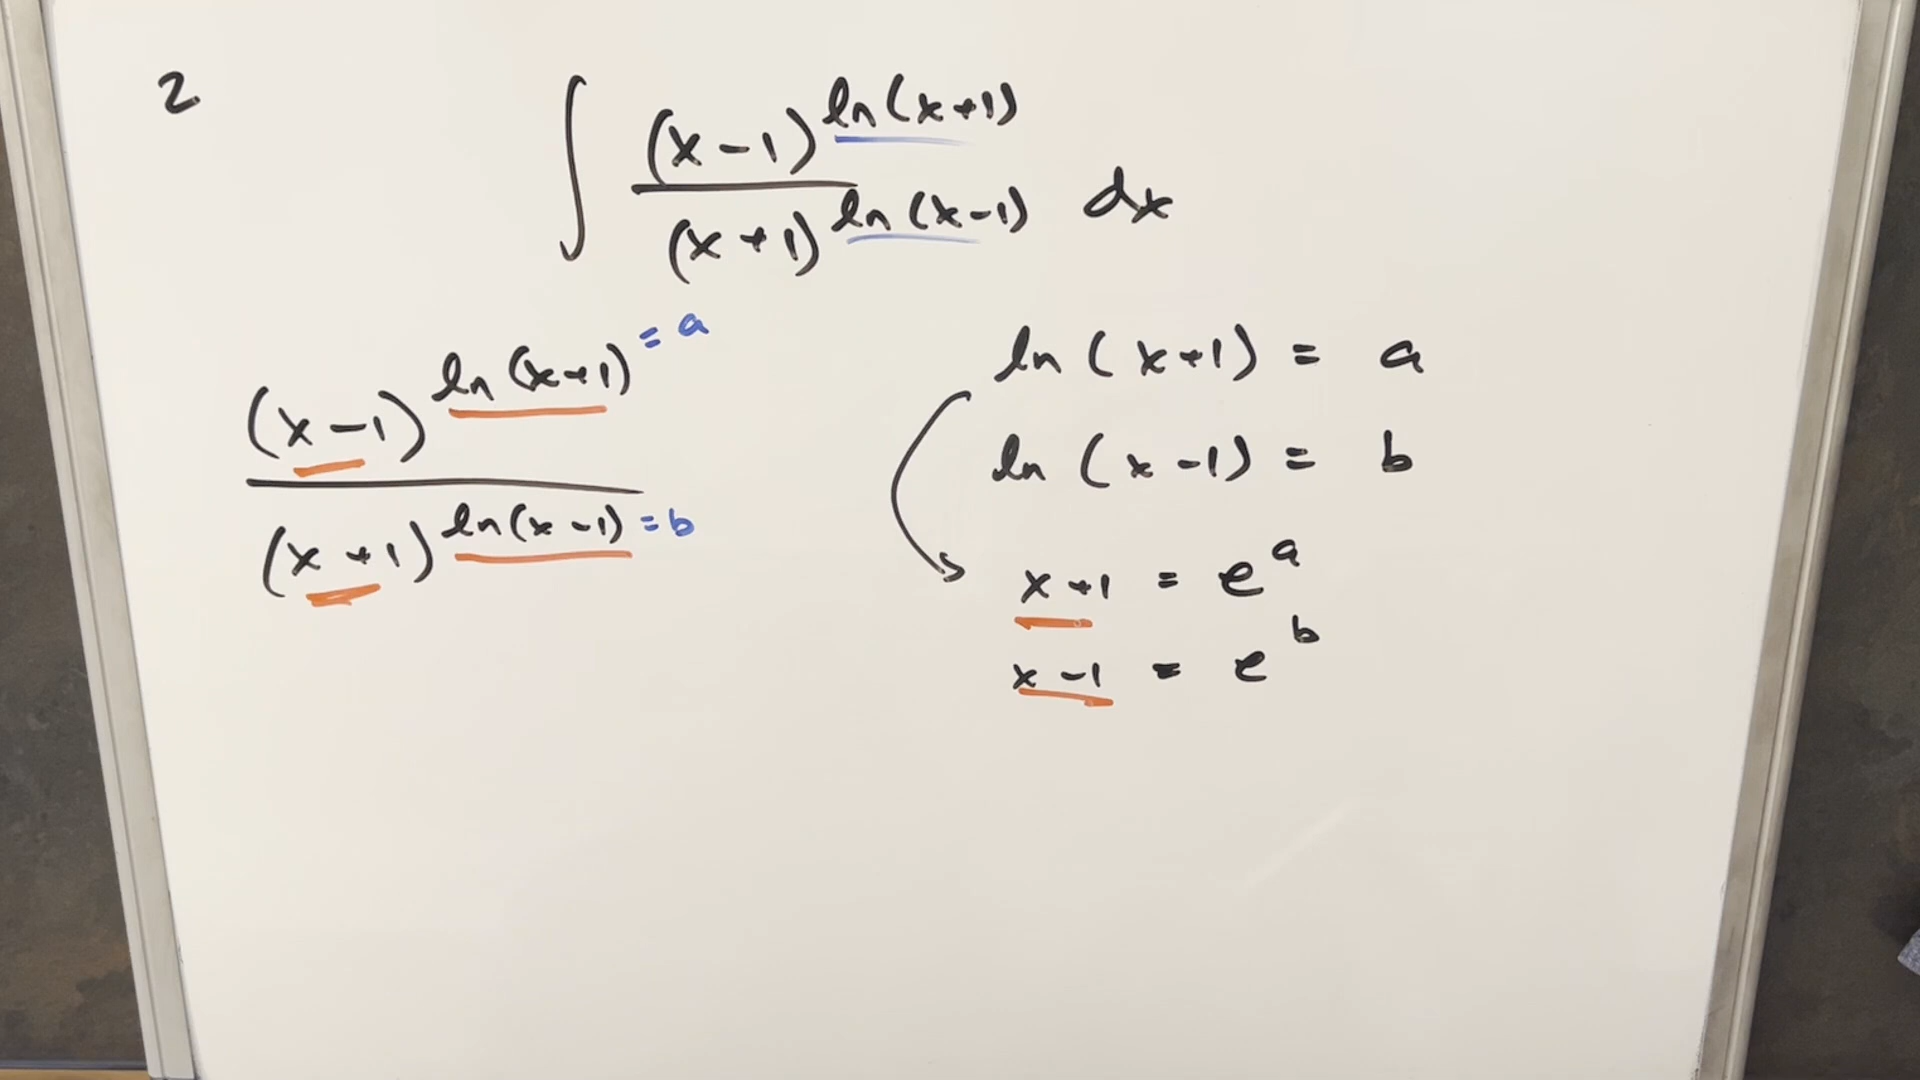 2
∫ (x-1)^ln(x+1) / (x+1)^ln(x-1) dx
(x-1)^ln(x+1) = a
(x+1)^ln(x-1) = b
ln(x+1) = a
ln(x-1) = b
x+1 = e^a
x-1 = e^b